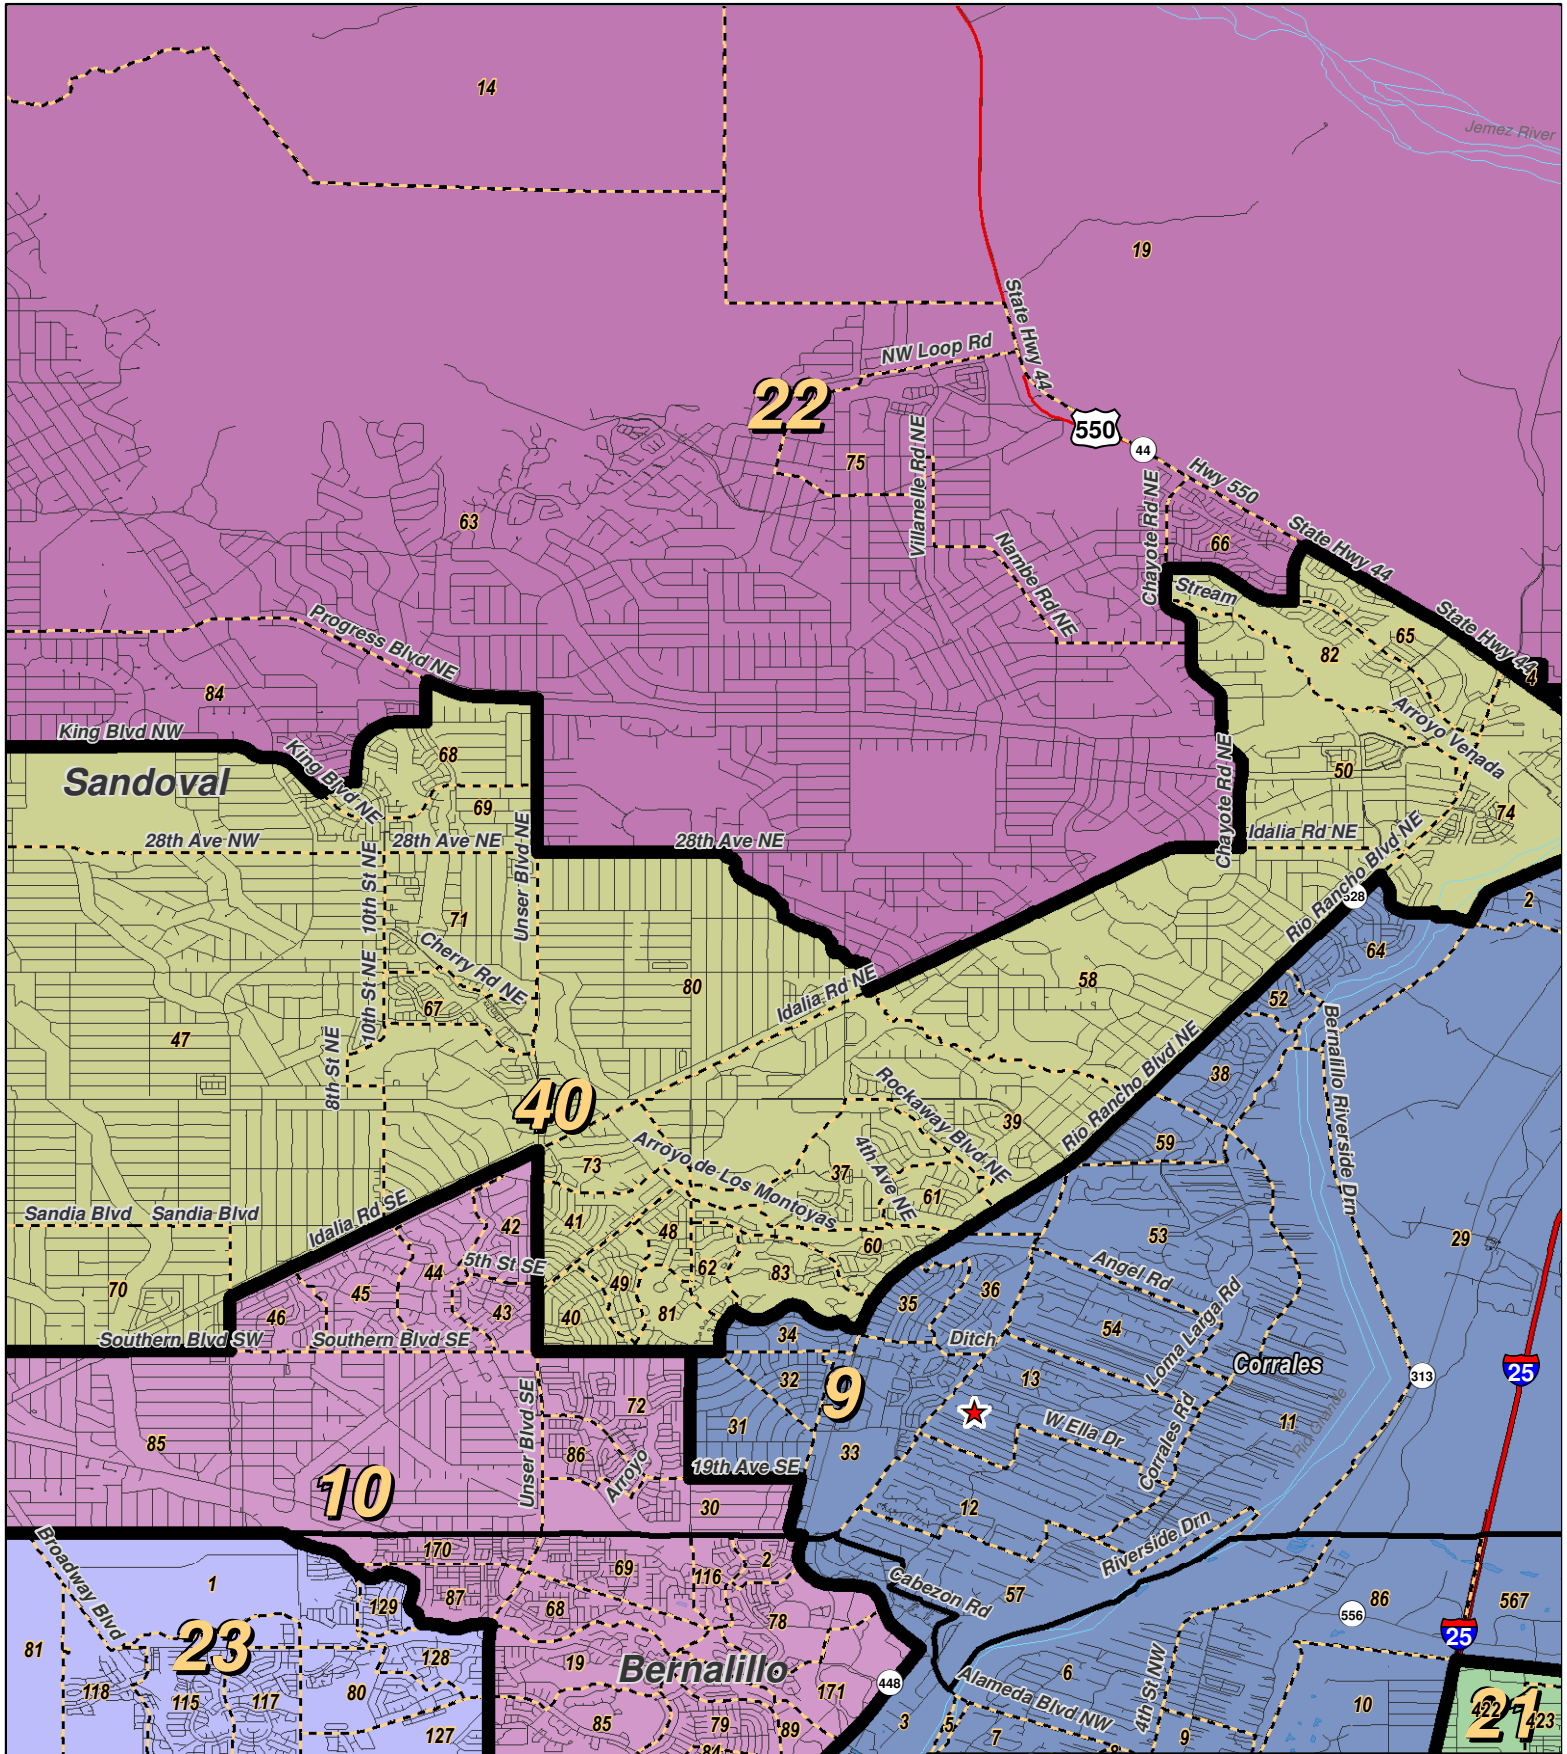 14
Jemez River
19
State Hwy 44
NW Loop Rd
22
550
44
Villanelle Rd NE
75
Hwy 550
Chayote Rd NE
63
66
State Hwy 44
Nambe Rd NE
Stream
Progress Blvd NE
65
State Hwy 44
82
4
84
King Blvd NW
Arroyo Venada
King Blvd NE
68
Sandoval
Chayote Rd NE
50
69
74
28th Ave NW
28th Ave NE
Unser Blvd NE
28th Ave NE
Idalia Rd NE
10th St NE
Rio Rancho Blvd NE
528
2
71
Cherry Rd NE
64
10th St NE
67
80
Idalia Rd NE
58
52
47
8th St NE
Bernalillo Riverside Drn
38
40
Rockaway Blvd NE
Rio Rancho Blvd NE
39
59
Arroyo de Los Montoyas
73
37
4th Ave NE
61
Sandia Blvd
Sandia Blvd
Idalia Rd SE
42
41
48
53
29
60
5th St SE
44
62
83
Angel Rd
70
45
49
36
35
46
43
40
81
54
Loma Larga Rd
Southern Blvd SW
Southern Blvd SE
34
Ditch
Corrales
25
313
32
9
13
Unser Blvd SE
72
31
W Ella Dr
Corrales Rd
11
Rio Grande
85
86
Arroyo
33
19th Ave SE
10
30
12
Riverside Drn
Broadway Blvd
170
69
116
2
1
129
87
68
Cabezon Rd
57
86
567
556
78
25
23
81
128
19
Bernalillo
6
118
115
117
80
171
448
Alameda Blvd NW
4th St NW
10
21
422
423
127
85
79
89
84
3
5
7
8
9